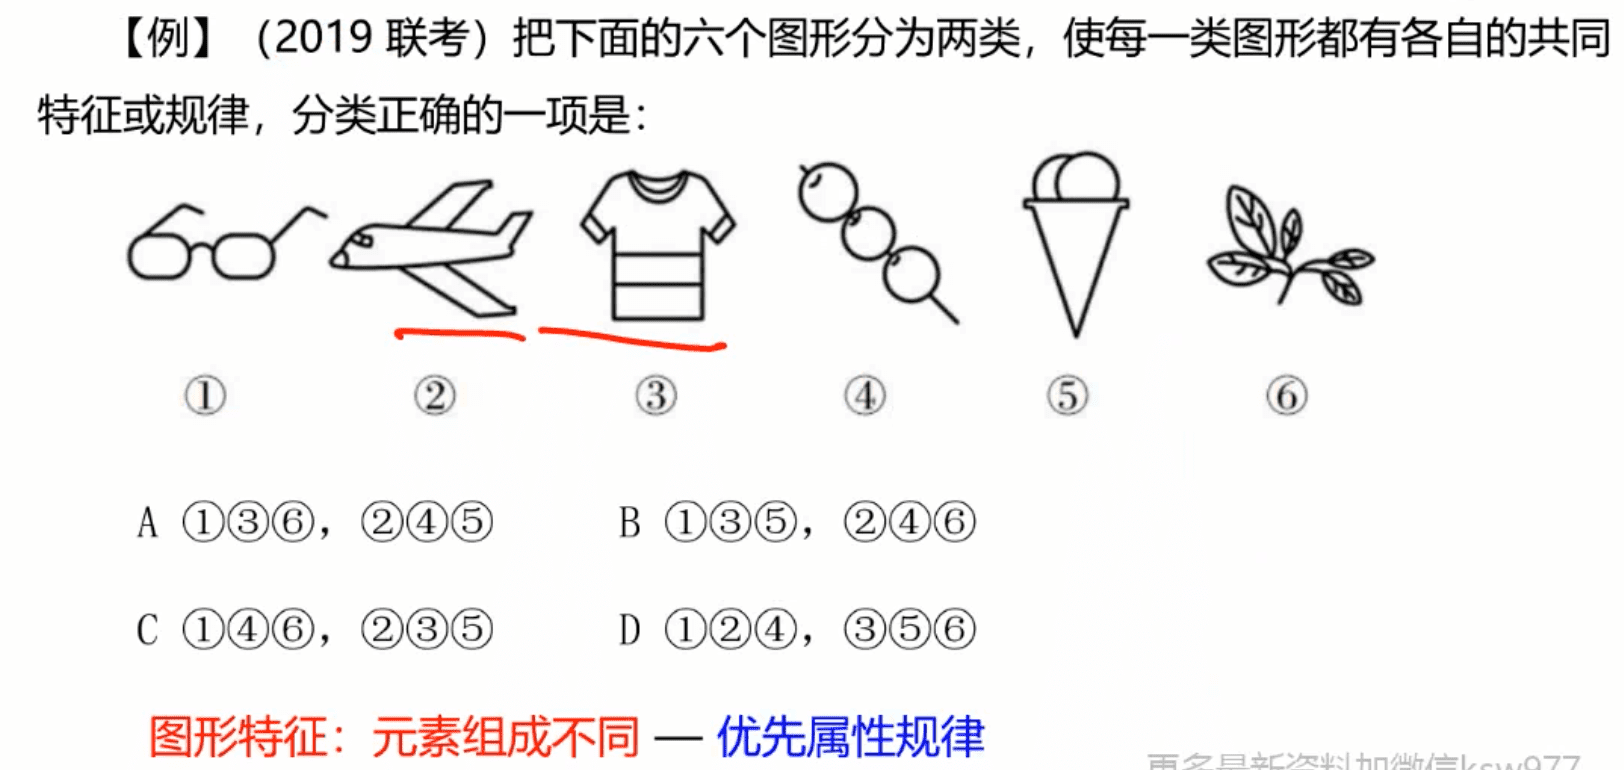 【例】（2019 联考）把下面的六个图形分为两类，使每一类图形都有各自的共同
特征或规律，分类正确的一项是：
① ② ③ ④ ⑤ ⑥
A ①③⑥，②④⑤ B ①③⑤，②④⑥
C ①④⑥，②③⑤ D ①②④，③⑤⑥
图形特征：元素组成不同 — 优先属性规律
更多最新资料加微信ksw977